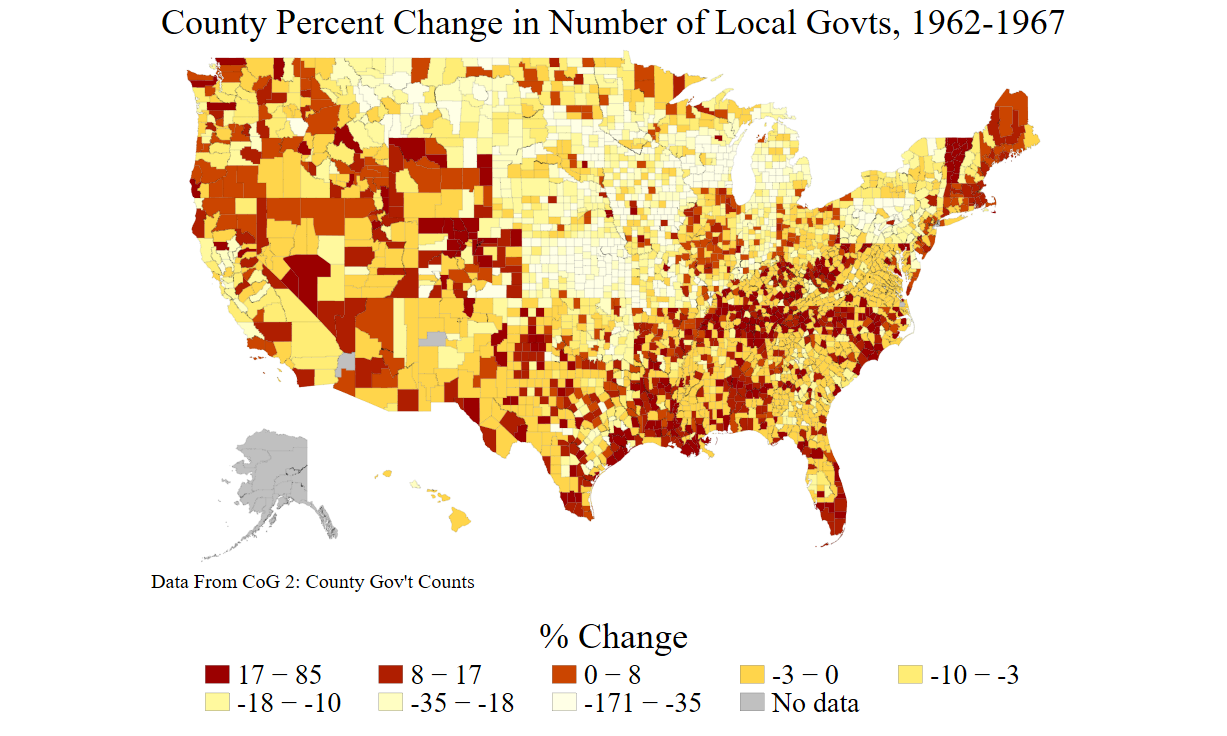 County Percent Change in Number of Local Govts, 1962-1967
Data From CoG 2: County Gov't Counts
% Change
17 − 85 8 − 17 0 − 8 -3 − 0 -10 − -3
-18 − -10 -35 − -18 -171 − -35 No data